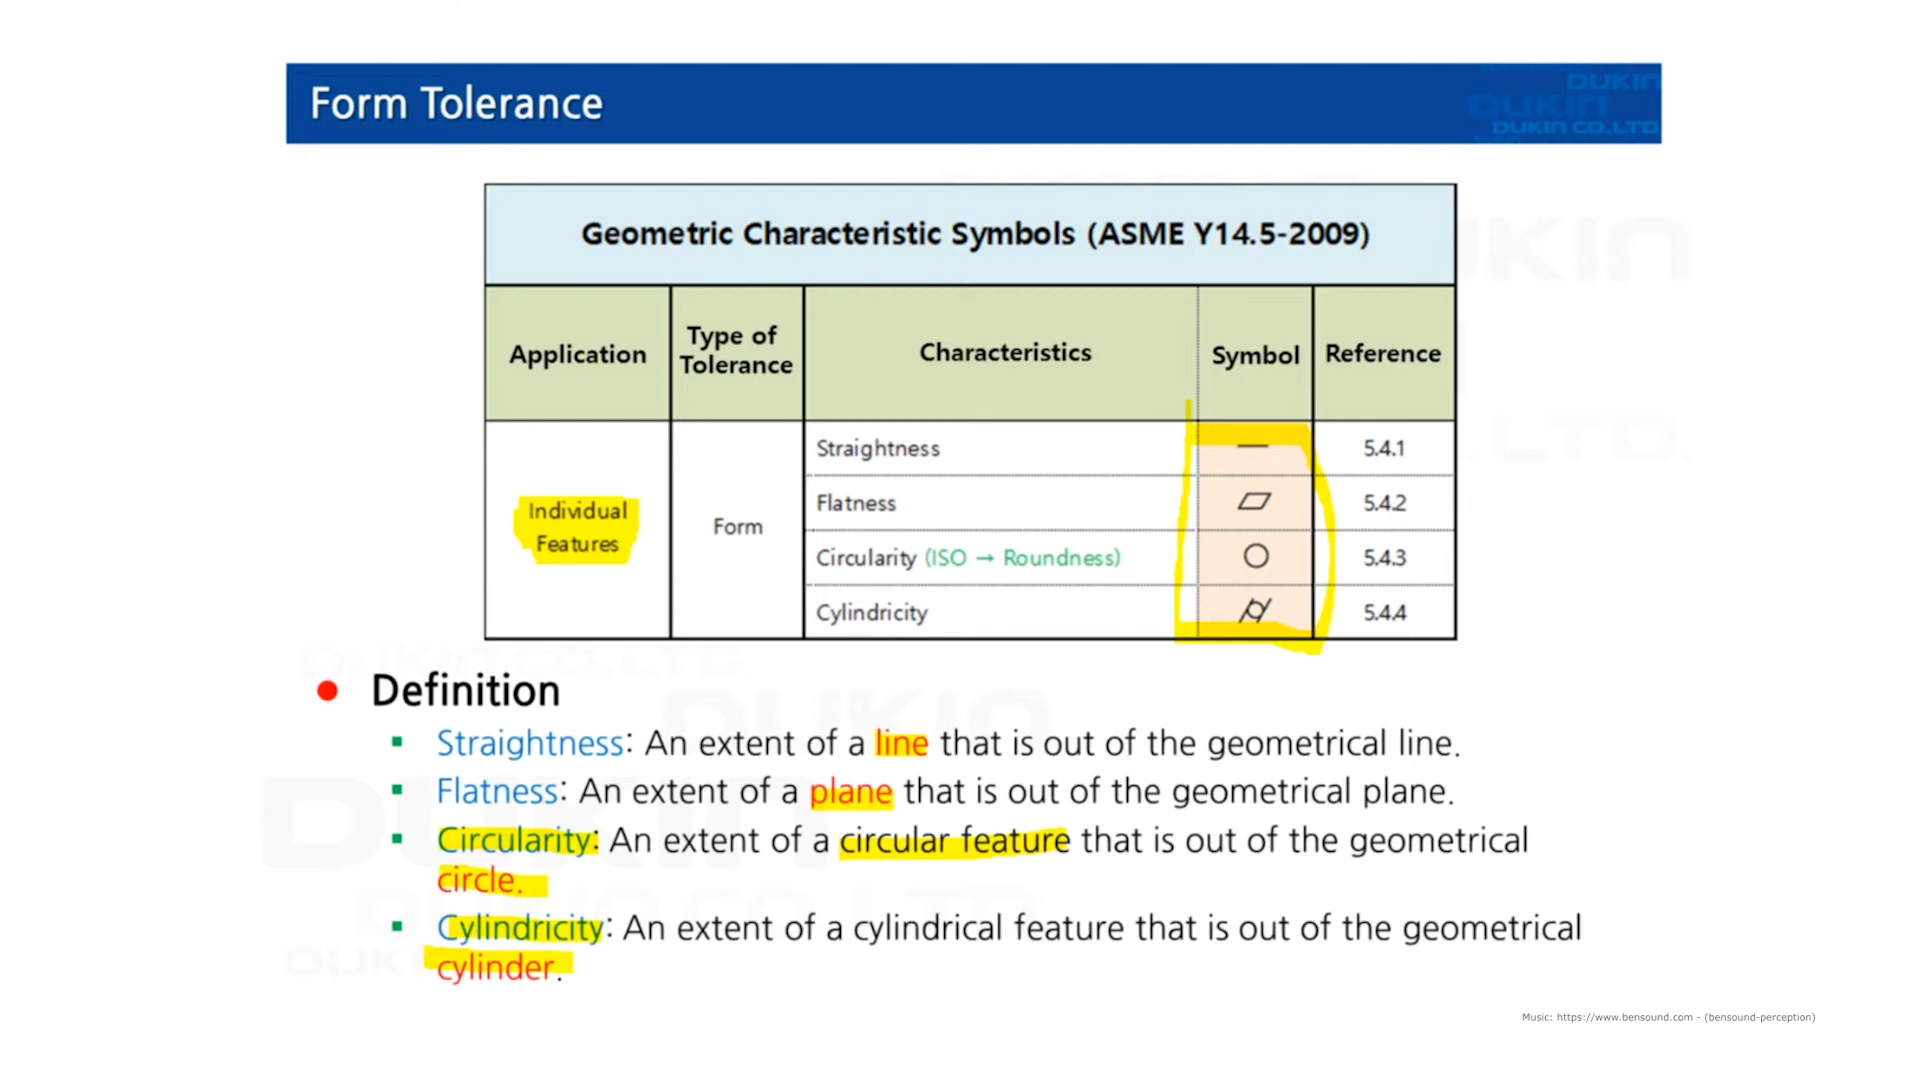 Form Tolerance
DUKIN
DUKIN
DUKIN CO.,LTD
Geometric Characteristic Symbols (ASME Y14.5-2009)
Application
Type of
Tolerance
Characteristics
Symbol
Reference
Individual
Features
Form
Straightness
5.4.1
Flatness
5.4.2
Circularity (ISO → Roundness)
5.4.3
Cylindricity
5.4.4
Definition
Straightness: An extent of a line that is out of the geometrical line.
Flatness: An extent of a plane that is out of the geometrical plane.
Circularity: An extent of a circular feature that is out of the geometrical
circle.
Cylindricity: An extent of a cylindrical feature that is out of the geometrical
cylinder.
Music: https://www.bensound.com - (bensound-perception)